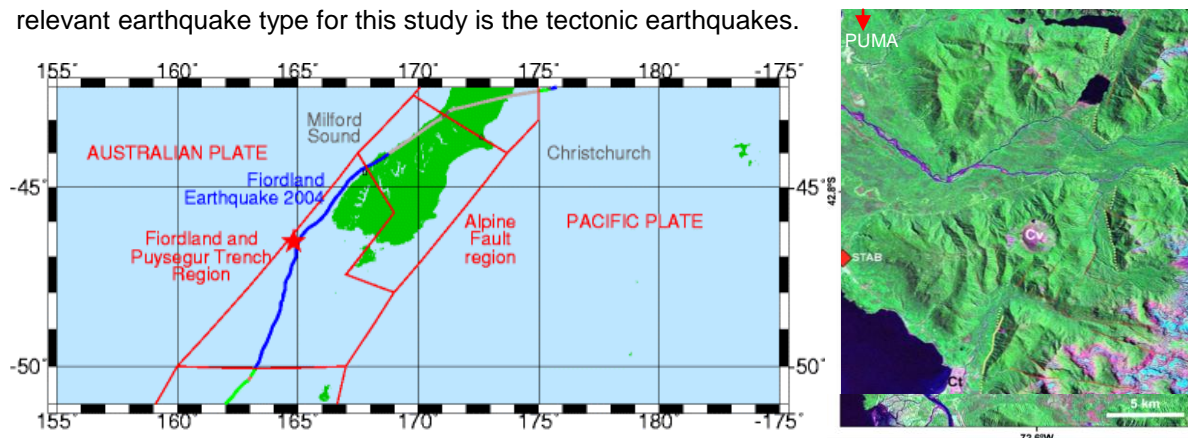 relevant earthquake type for this study is the tectonic earthquakes.
155° 160° 165° 170° 175° 180° -175°
Milford
Sound
AUSTRALIAN PLATE
Christchurch
-45° -45°
Fiordland
Earthquake 2004
Fiordland and
Puysegur Trench
Region
Alpine
Fault
region
PACIFIC PLATE
-50° -50°
155° 160° 165° 170° 175° 180° -175°
PUMA
42.8°S
Cv
STAB
Ct
5 km
72.6°W